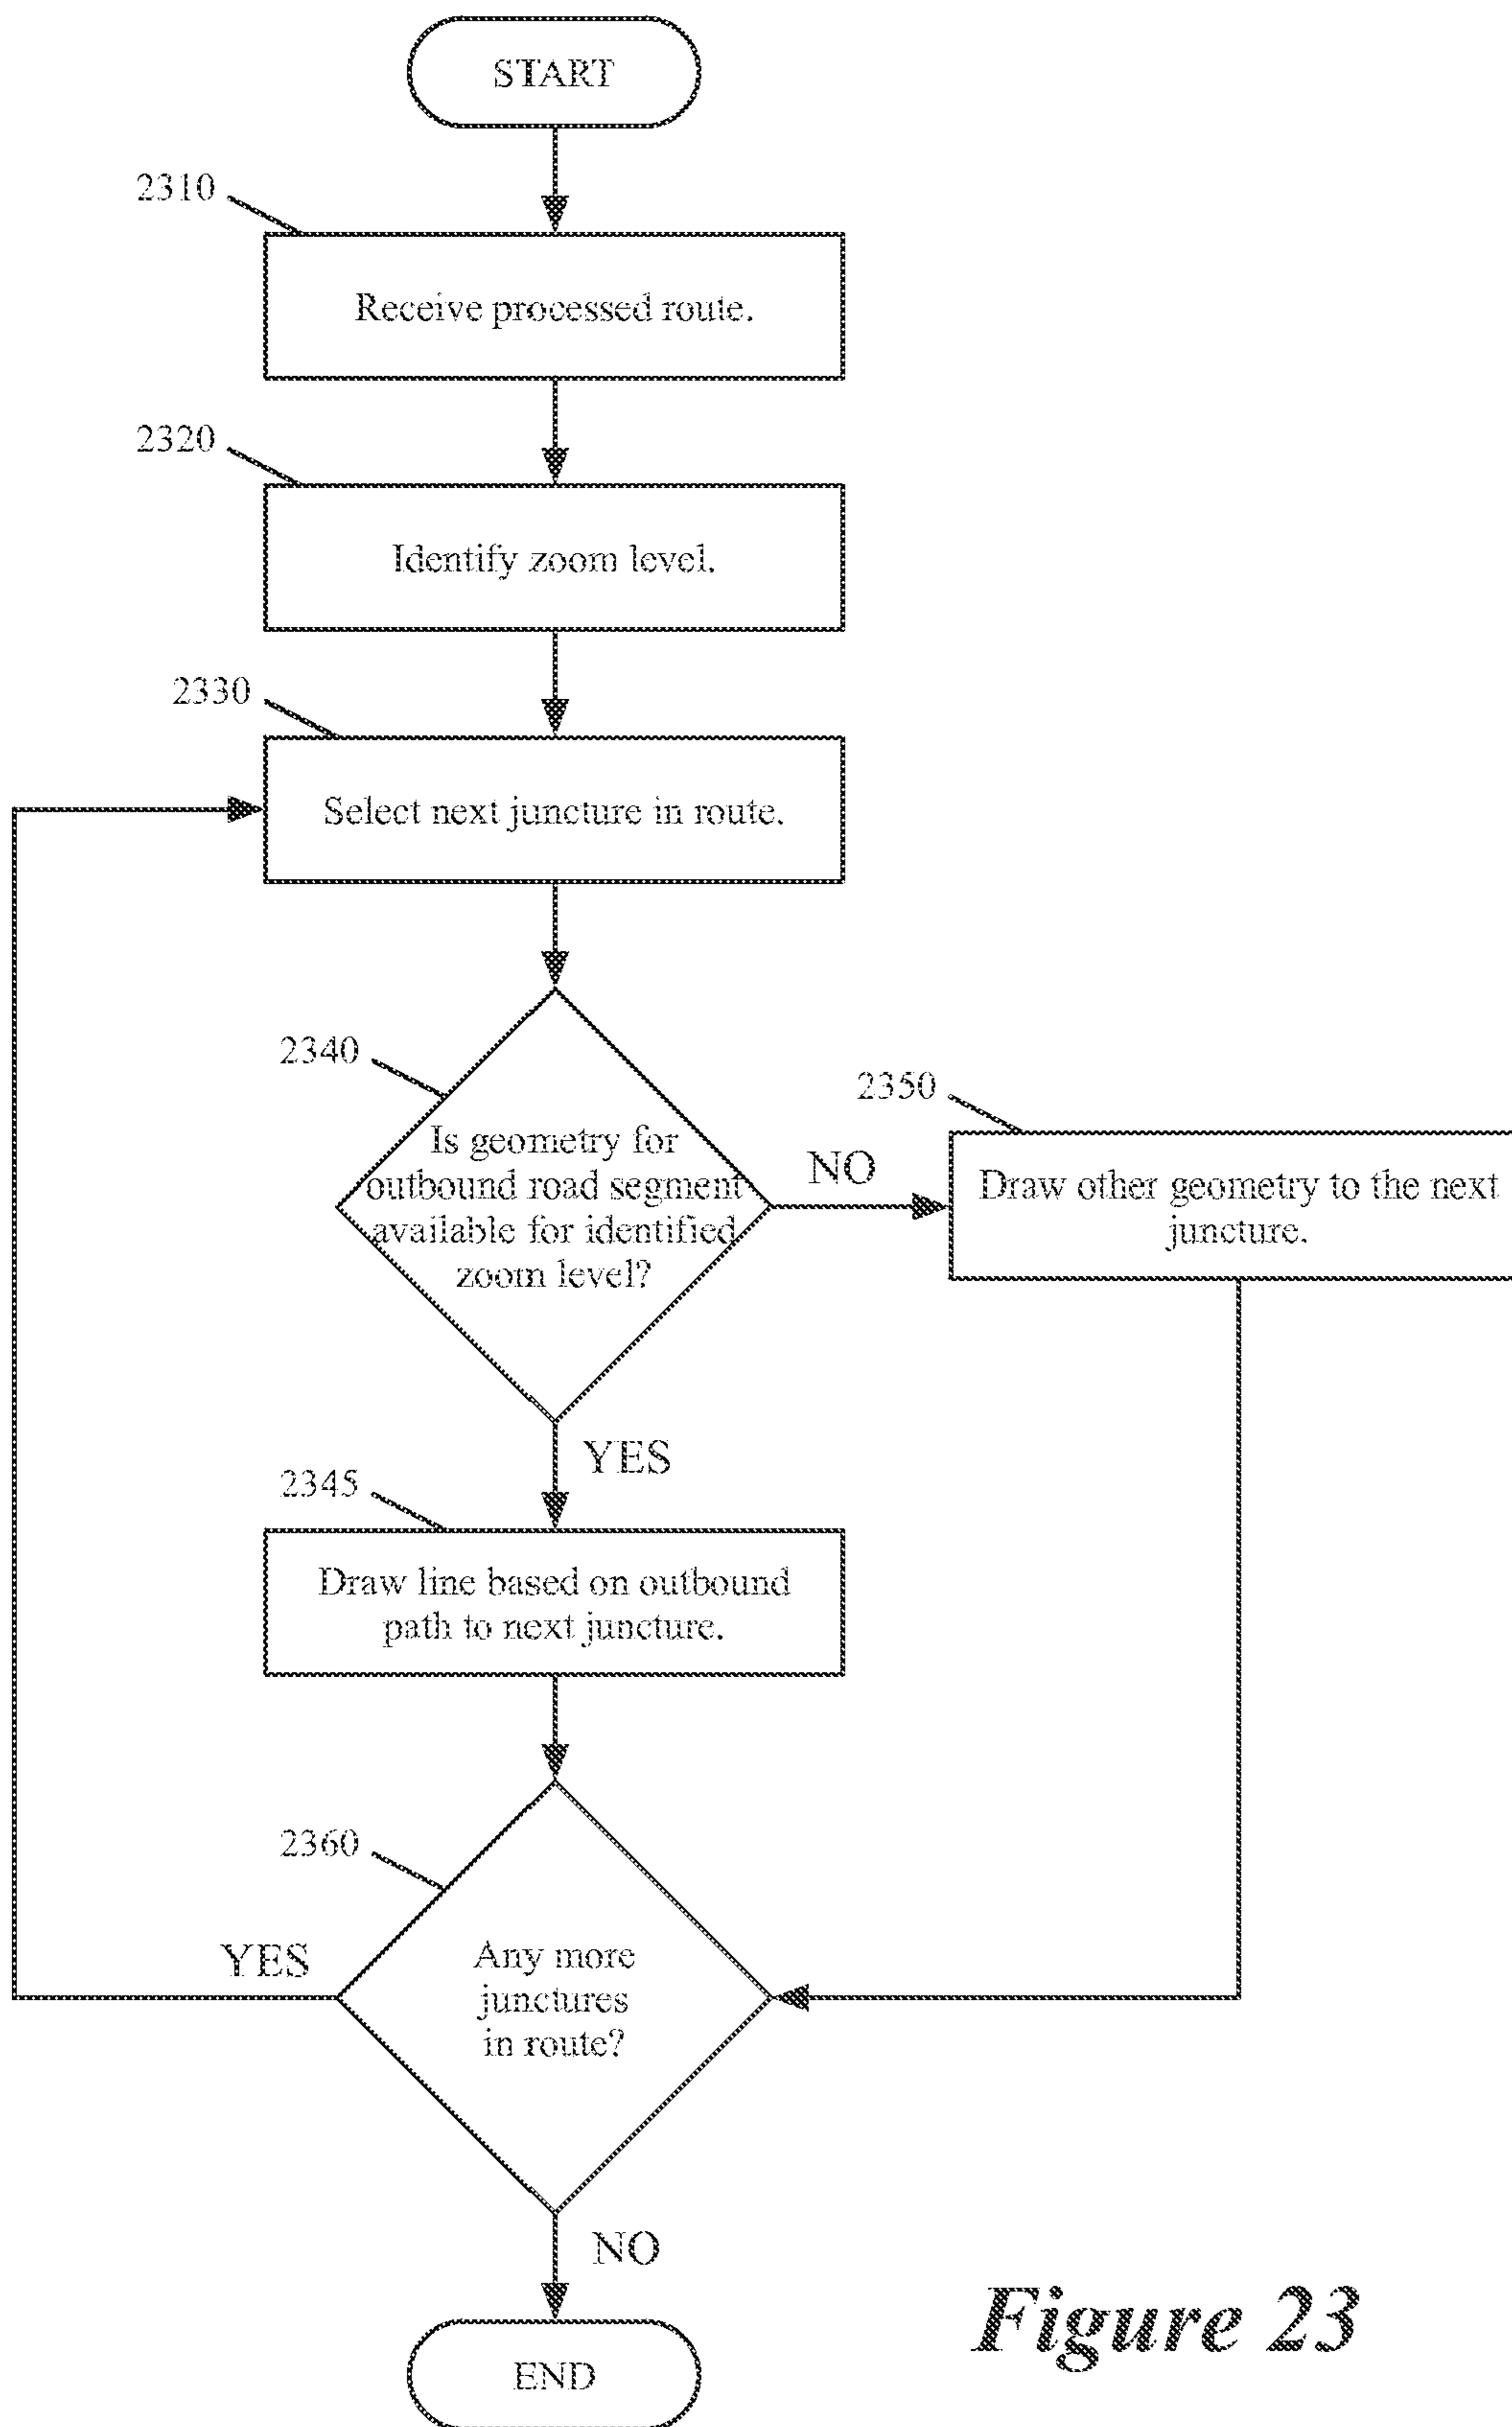 START
2310
Receive processed route.
2320
Identify zoom level.
2330
Select next juncture in route.
2340
Is geometry for
outbound road segment
available for identified
zoom level?
NO
2350
Draw other geometry to the next
juncture.
YES
2345
Draw line based on outbound
path to next juncture.
2360
Any more
junctures
in route?
YES
NO
END
Figure 23